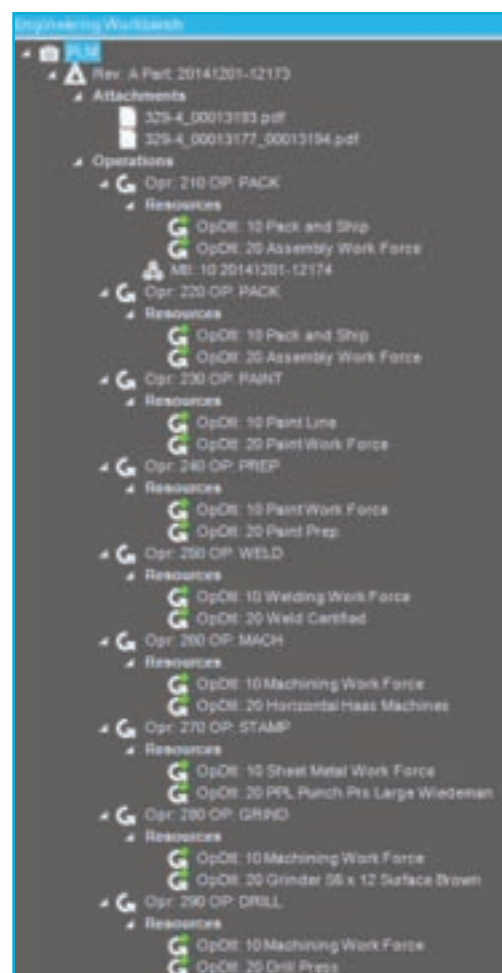 Engineering Workbench
PLM
Rev: A Part: 20141201-12173
Attachments
329-4_00013193.pdf
329-4_00013177_00013194.pdf
Operations
Opr: 210 OP: PACK
Resources
OpDtl: 10 Pack and Ship
OpDtl: 20 Assembly Work Force
Mtl: 10 20141201-12174
Opr: 220 OP: PACK
Resources
OpDtl: 10 Pack and Ship
OpDtl: 20 Assembly Work Force
Opr: 230 OP: PAINT
Resources
OpDtl: 10 Paint Line
OpDtl: 20 Paint Work Force
Opr: 240 OP: PREP
Resources
OpDtl: 10 Paint Work Force
OpDtl: 20 Paint Prep
Opr: 250 OP: WELD
Resources
OpDtl: 10 Welding Work Force
OpDtl: 20 Weld Certified
Opr: 260 OP: MACH
Resources
OpDtl: 10 Machining Work Force
OpDtl: 20 Horizontal Haas Machines
Opr: 270 OP: STAMP
Resources
OpDtl: 10 Sheet Metal Work Force
OpDtl: 20 PPL Punch Prs Large Wiedeman
Opr: 280 OP: GRIND
Resources
OpDtl: 10 Machining Work Force
OpDtl: 20 Grinder S6 x 12 Surface Brown
Opr: 290 OP: DRILL
Resources
OpDtl: 10 Machining Work Force
OpDtl: 20 Drill Press